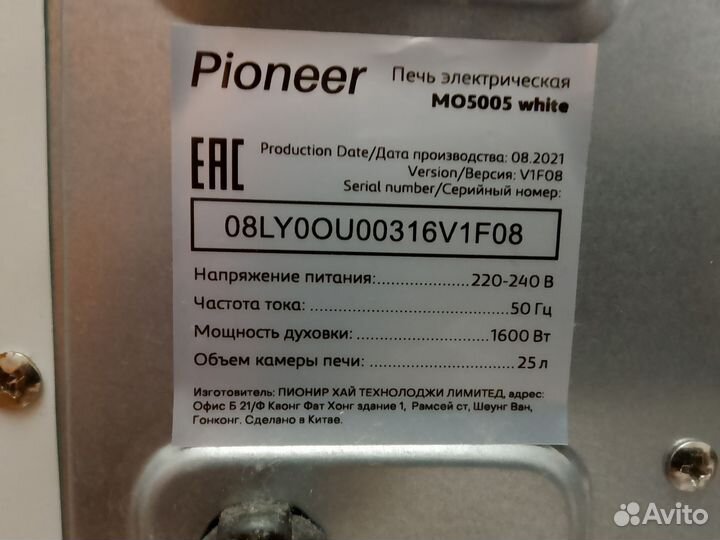 Pioneer
Печь электрическая
MO5005 white
EAC
Production Date/Дата производства: 08.2021
Version/Версия: V1F08
Serial number/Серийный номер:
08LY0OU00316V1F08
Напряжение питания:...................220-240 В
Частота тока:....................................50 Гц
Мощность духовки:.........................1600 Вт
Объем камеры печи:..........................25 л
Изготовитель: ПИОНИР ХАЙ ТЕХНОЛОДЖИ ЛИМИТЕД, адрес:
Офис Б 21/Ф Квонг Фат Хонг здание 1, Рамсей ст, Шеунг Ван,
Гонконг. Сделано в Китае.
Avito